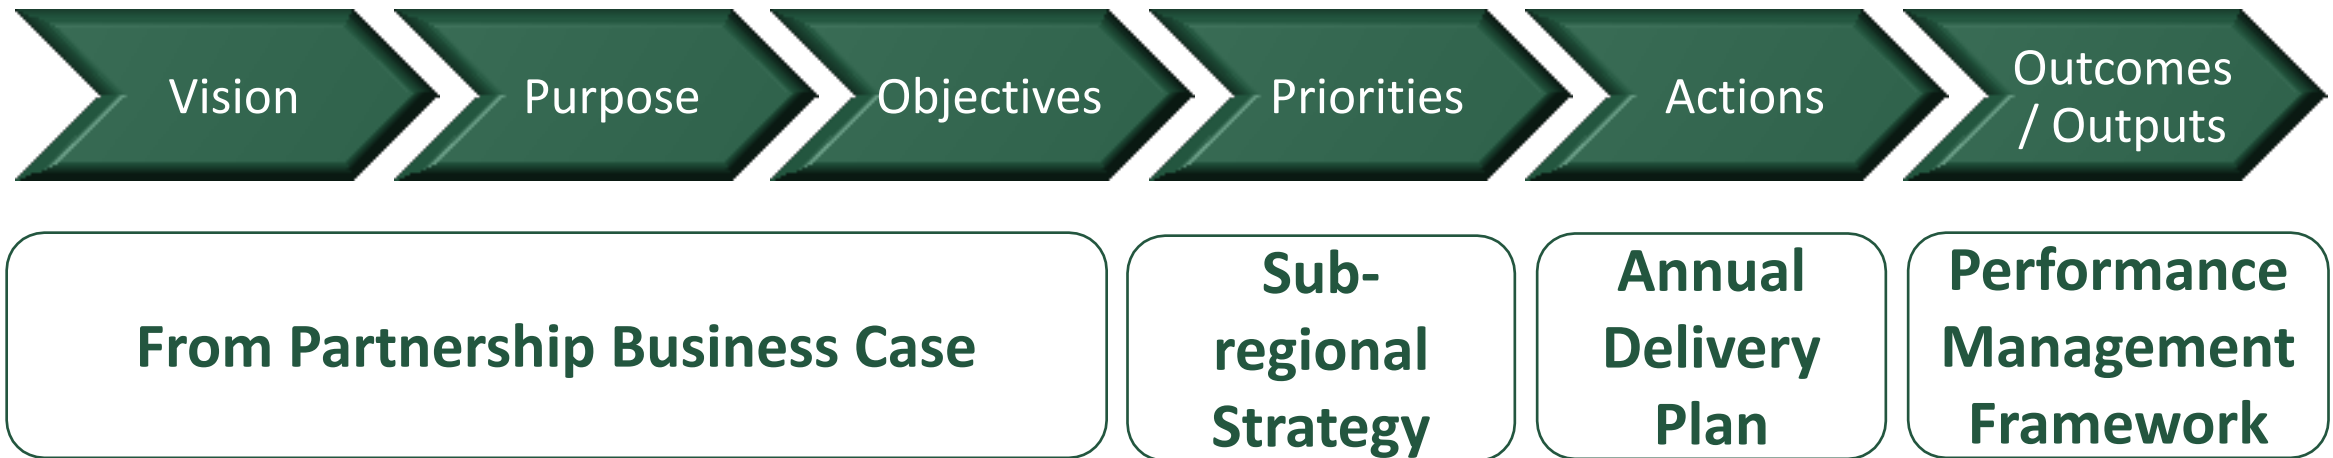 Vision
Purpose
Objectives
Priorities
Actions
Outcomes
/ Outputs
From Partnership Business Case
Sub-
regional
Strategy
Annual
Delivery
Plan
Performance
Management
Framework